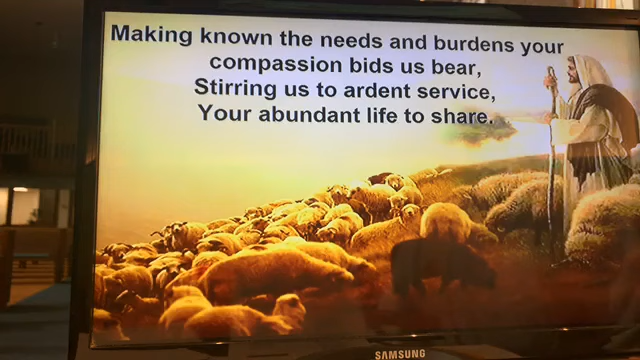 Making known the needs and burdens your
compassion bids us bear,
Stirring us to ardent service,
Your abundant life to share.
SAMSUNG